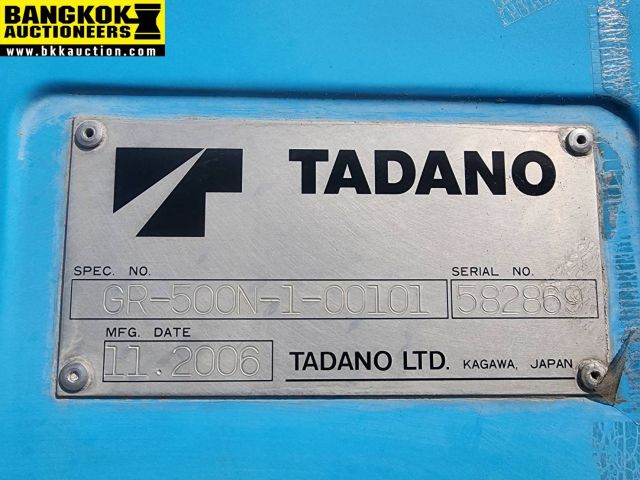 BANGKOK
AUCTIONEERS
www.bkkauction.com
TADANO
SPEC. NO.
SERIAL NO.
GR-500N-1-00101
582869
MFG. DATE
11.2006
TADANO LTD. KAGAWA, JAPAN